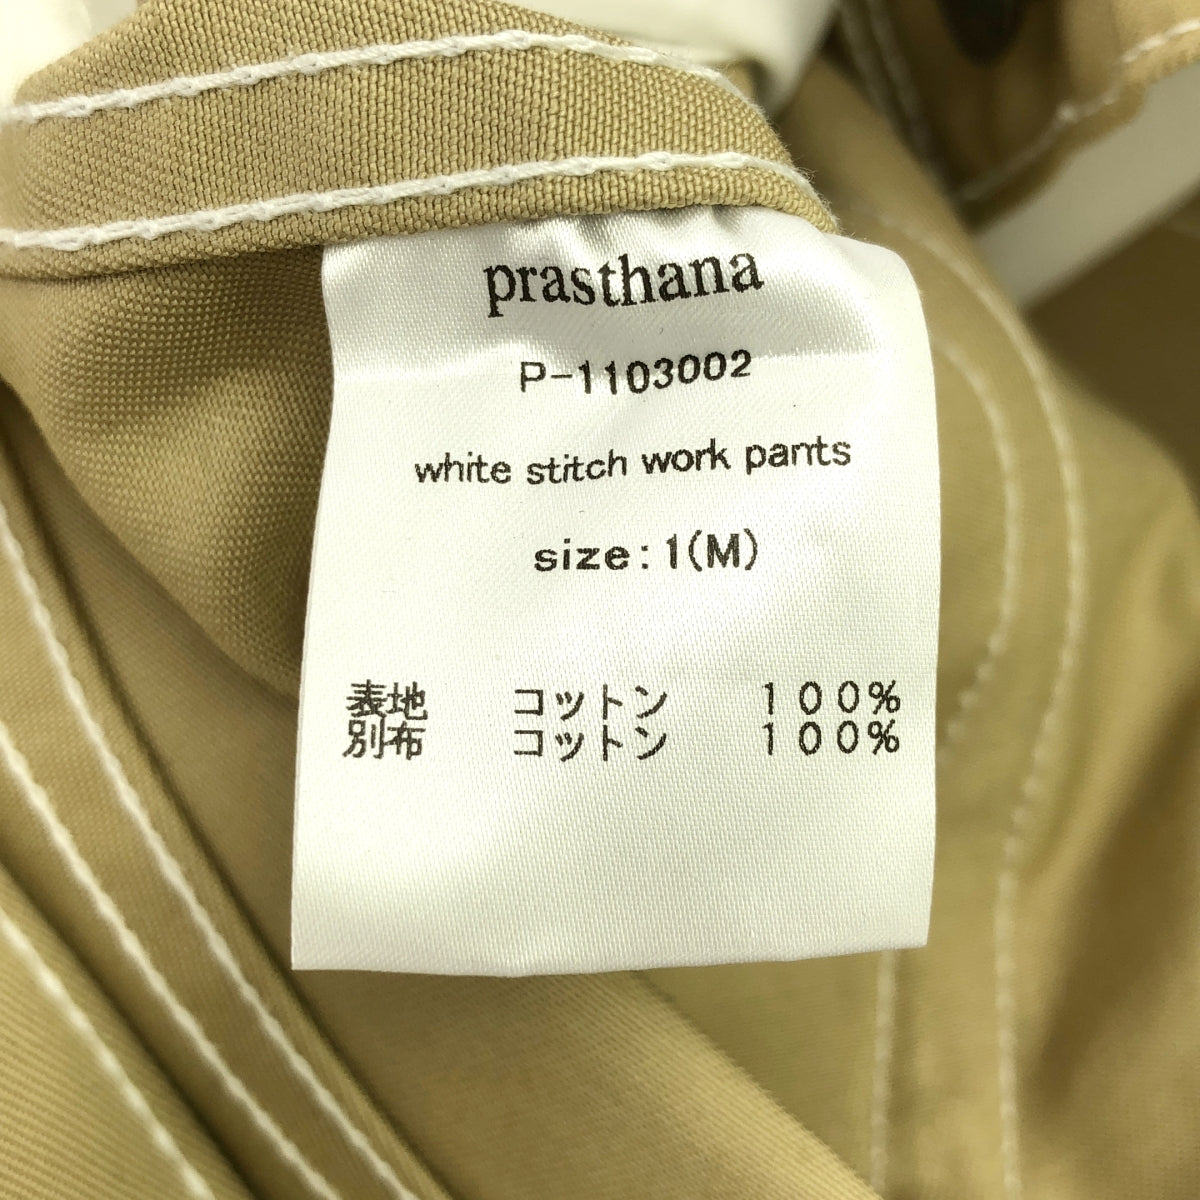 prasthana
P-1103002
white stitch work pants
size:1(M)
表地 コットン 100%
別布 コットン 100%